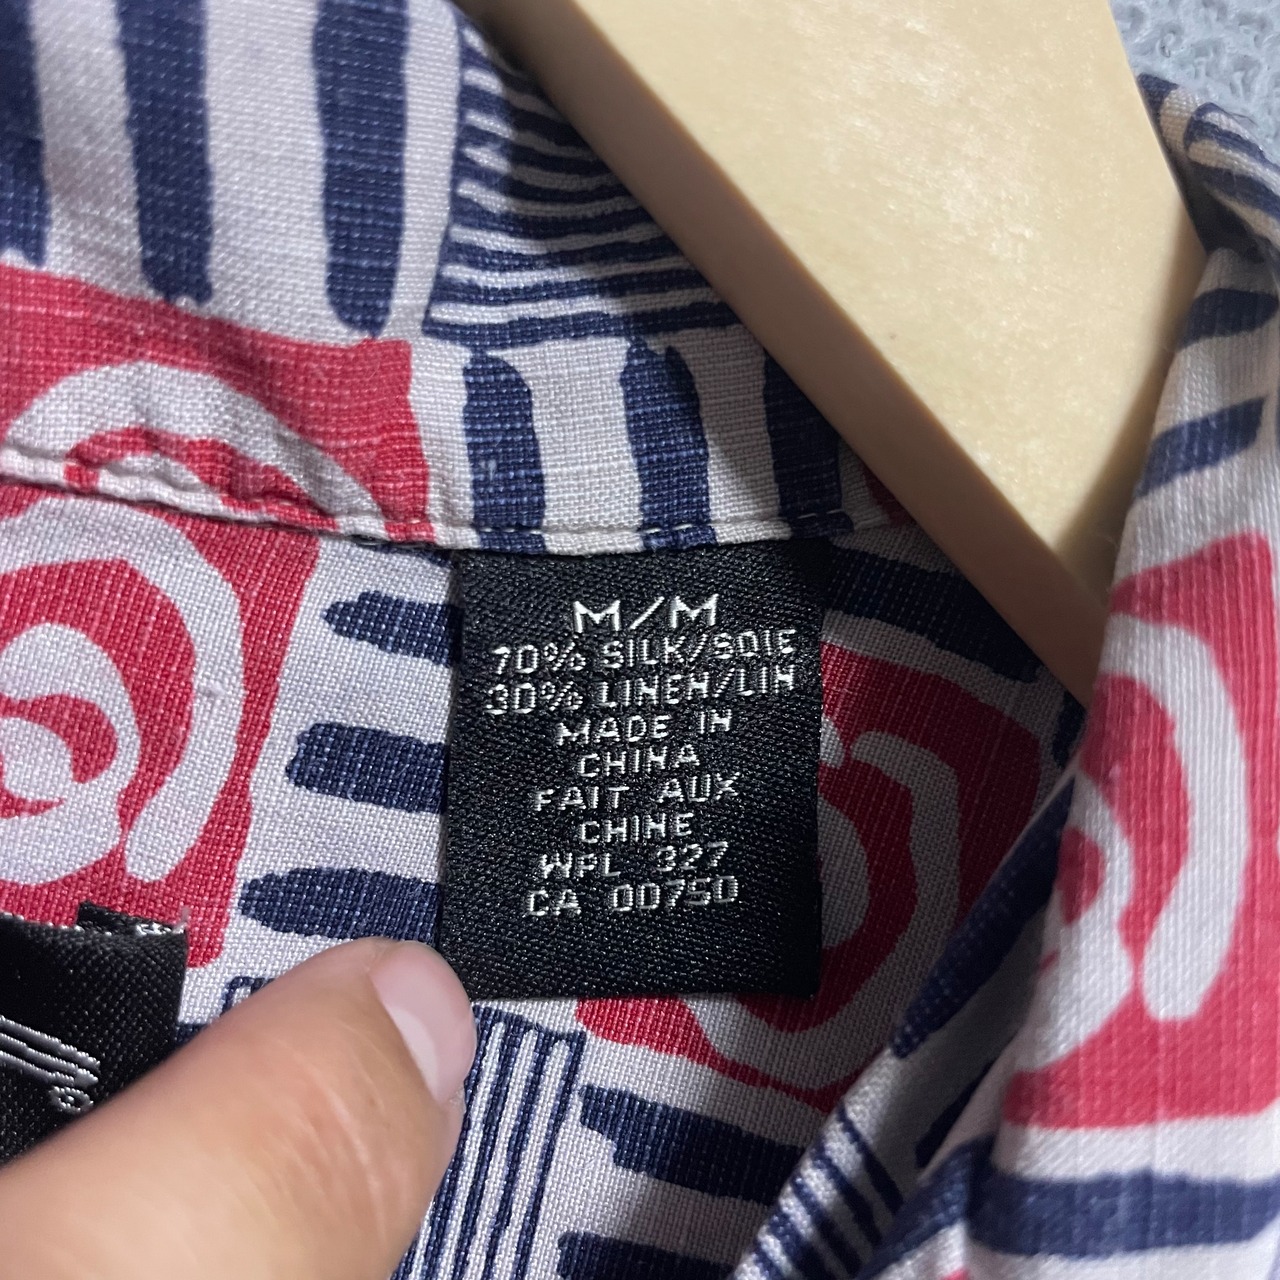 M/M
70% SILK/SOIE
30% LINEN/LIN
MADE IN
CHINA
FAIT AUX
CHINE
WPL 327
CA 00750